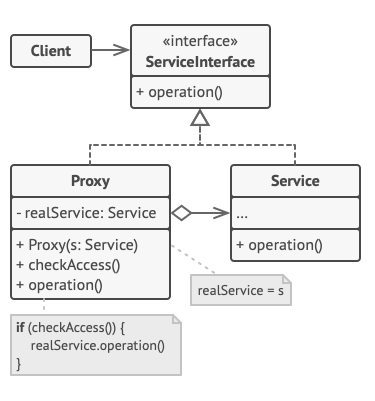 Client
«interface»
ServiceInterface
+ operation()
Proxy
- realService: Service
+ Proxy(s: Service)
+ checkAccess()
+ operation()
Service
...
+ operation()
realService = s
if (checkAccess()) {
realService.operation()
}